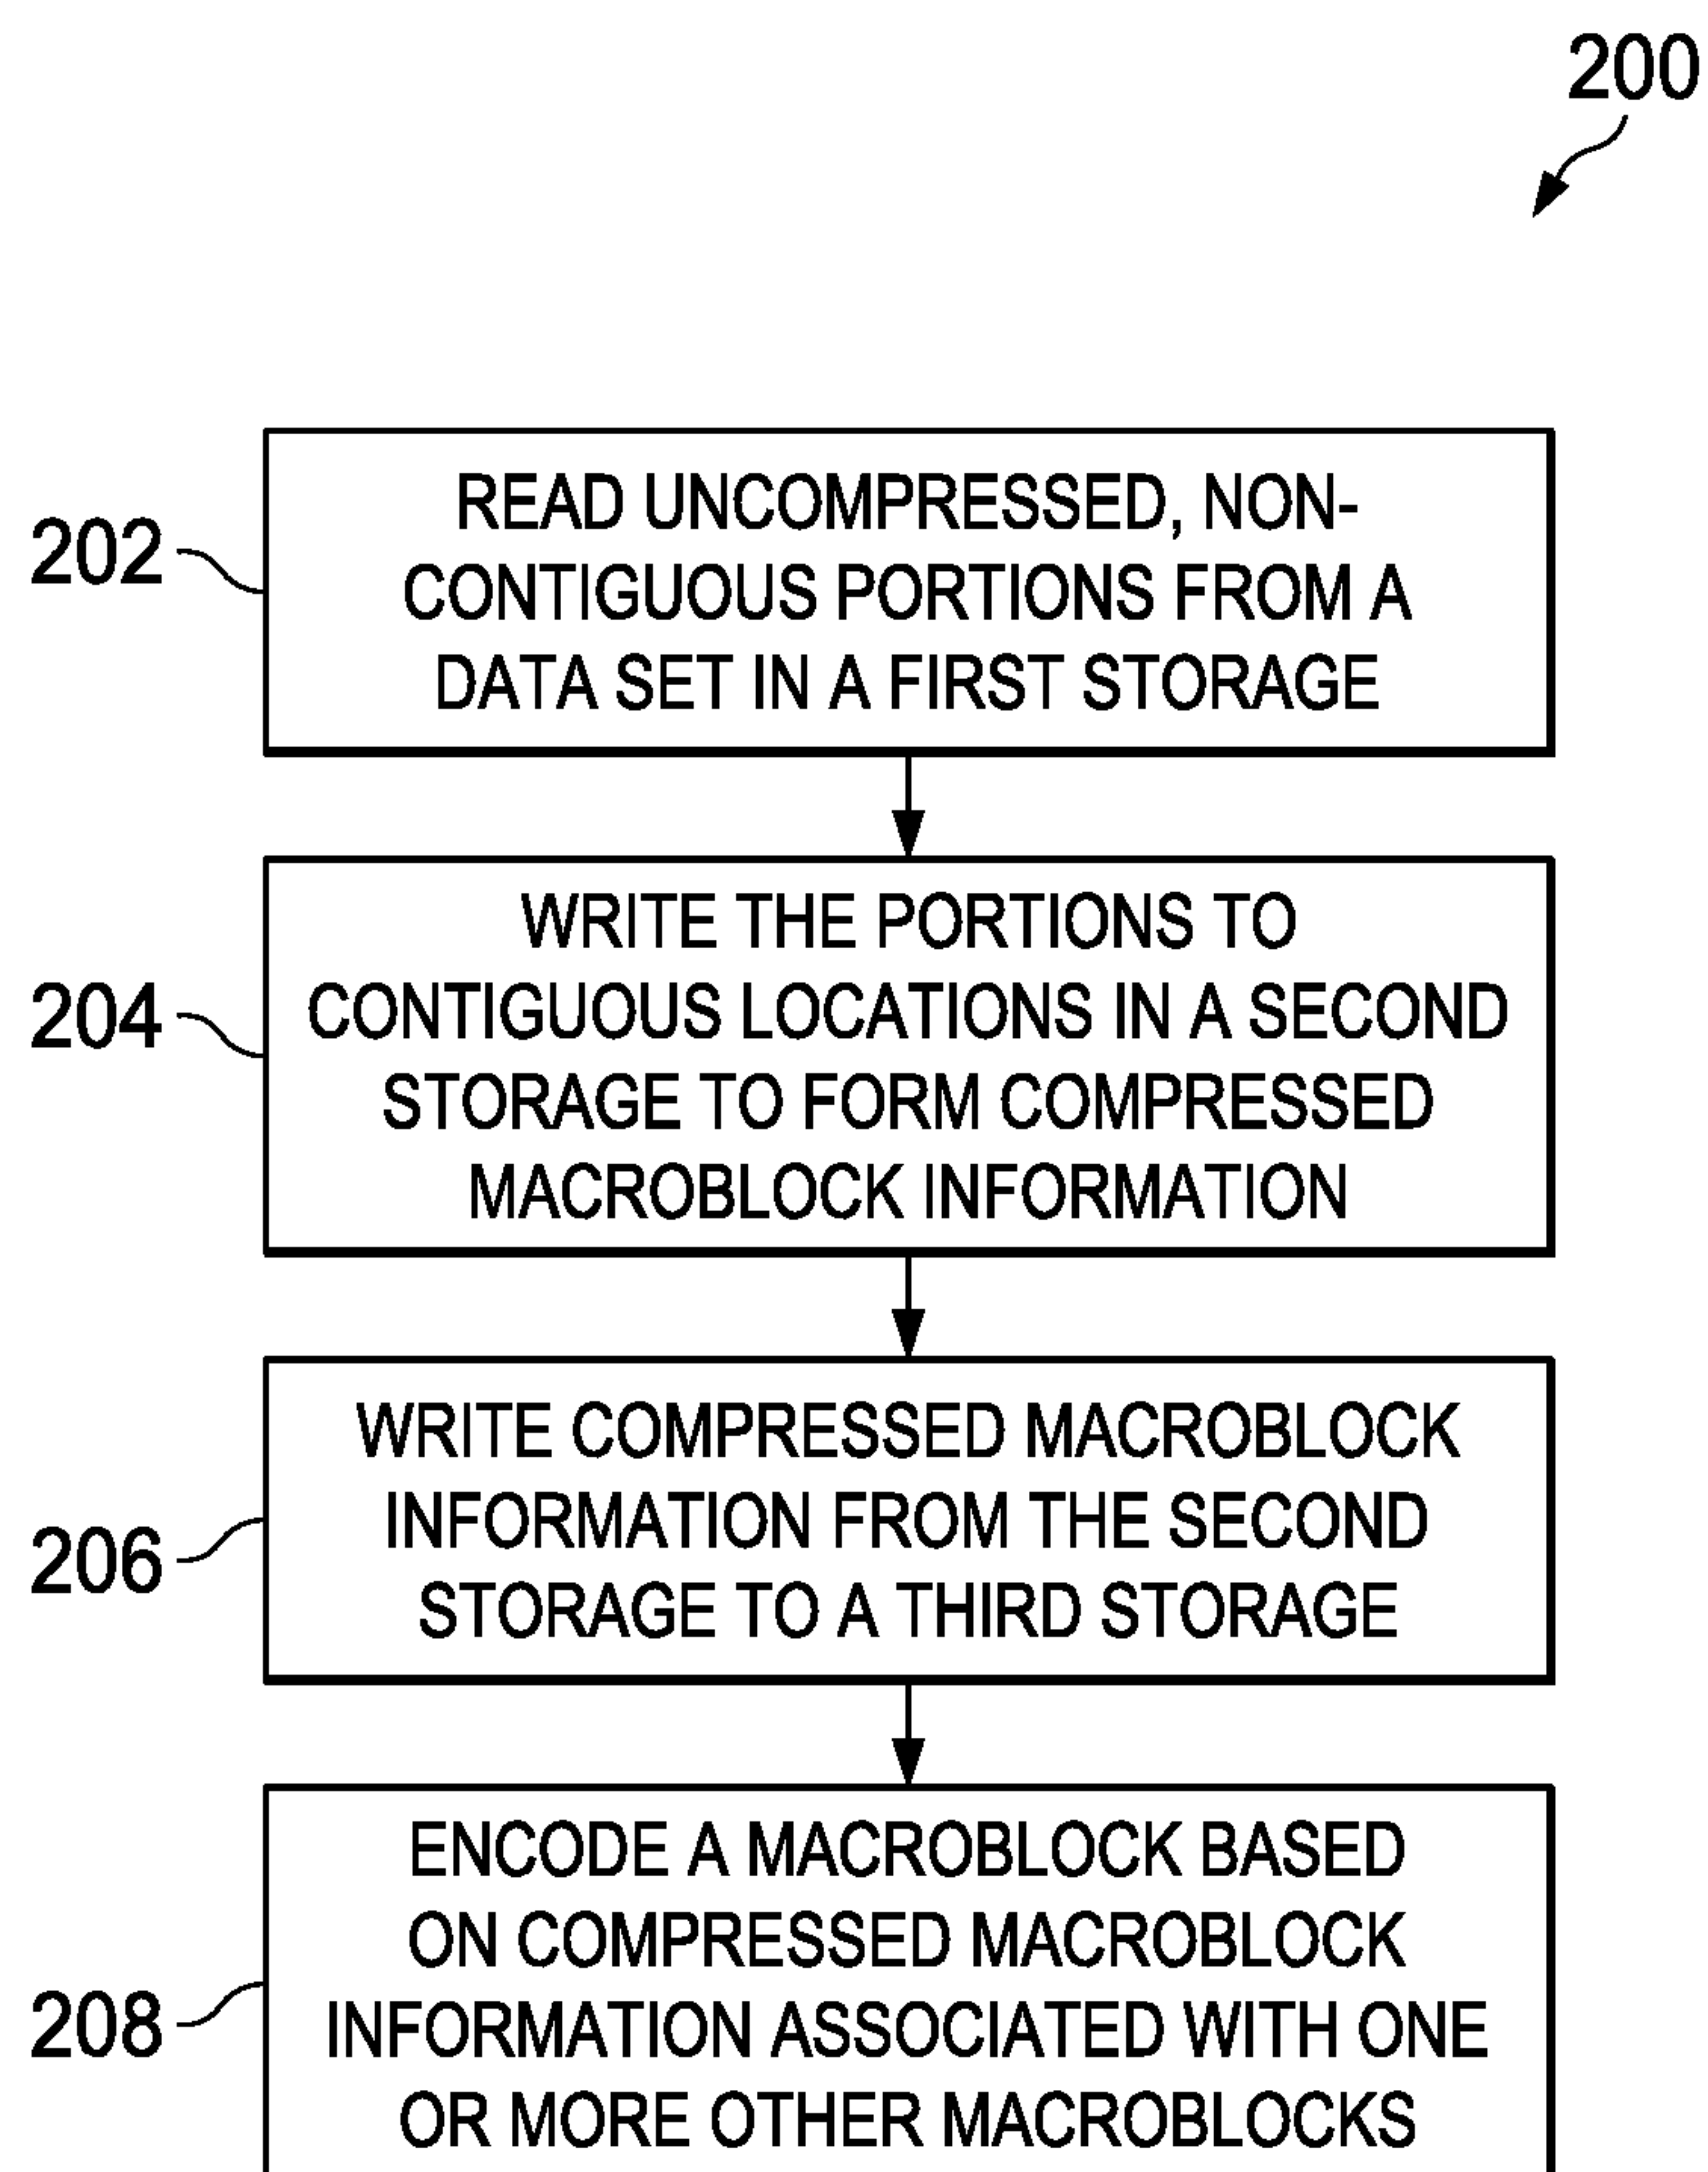 200
202
READ UNCOMPRESSED, NON-
CONTIGUOUS PORTIONS FROM A
DATA SET IN A FIRST STORAGE
204
WRITE THE PORTIONS TO
CONTIGUOUS LOCATIONS IN A SECOND
STORAGE TO FORM COMPRESSED
MACROBLOCK INFORMATION
206
WRITE COMPRESSED MACROBLOCK
INFORMATION FROM THE SECOND
STORAGE TO A THIRD STORAGE
208
ENCODE A MACROBLOCK BASED
ON COMPRESSED MACROBLOCK
INFORMATION ASSOCIATED WITH ONE
OR MORE OTHER MACROBLOCKS